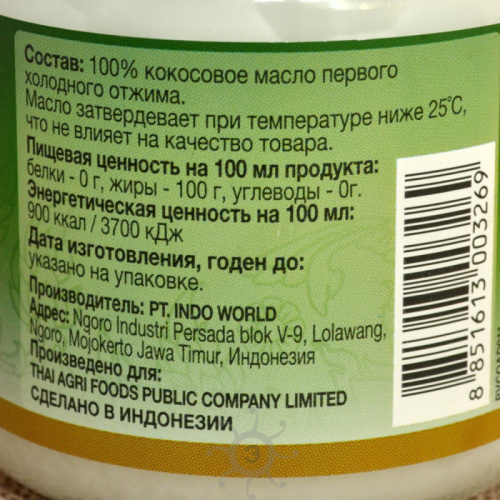 Состав: 100% кокосовое масло первого
холодного отжима.
Масло затвердевает при температуре ниже 25°C,
что не влияет на качество товара.
Пищевая ценность на 100 мл продукта:
белки - 0 г, жиры - 100 г, углеводы - 0г.
Энергетическая ценность на 100 мл:
900 ккал / 3700 кДж
Дата изготовления, годен до:
указано на упаковке.
Производитель: PT. INDO WORLD
Адрес: Ngoro Industri Persada blok V-9, Lolawang,
Ngoro, Mojokerto Jawa Timur, Индонезия
Произведено для:
THAI AGRI FOODS PUBLIC COMPANY LIMITED
СДЕЛАНО В ИНДОНЕЗИИ
8 851613 003269